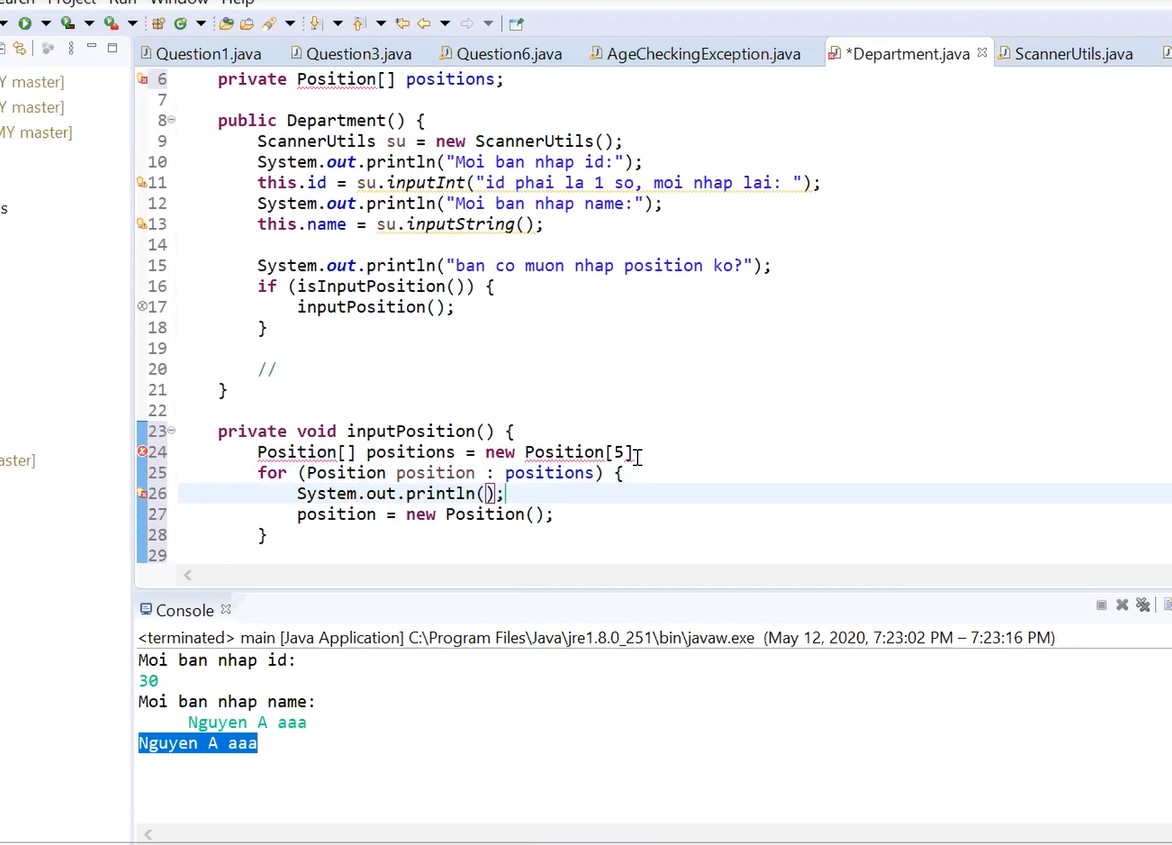 Project Run Window Help
Question1.java Question3.java Question6.java AgeCheckingException.java *Department.java ScannerUtils.java
Y master]
Y master]
MY master]
s
aster]
6 private Position[] positions;
7
8 public Department() {
9 ScannerUtils su = new ScannerUtils();
10 System.out.println("Moi ban nhap id:");
11 this.id = su.inputInt("id phai la 1 so, moi nhap lai: ");
12 System.out.println("Moi ban nhap name:");
13 this.name = su.inputString();
14
15 System.out.println("ban co muon nhap position ko?");
16 if (isInputPosition()) {
17 inputPosition();
18 }
19
20 //
21 }
22
23 private void inputPosition() {
24 Position[] positions = new Position[5]
25 for (Position position : positions) {
26 System.out.println();
27 position = new Position();
28 }
29
Console
<terminated> main [Java Application] C:\Program Files\Java\jre1.8.0_251\bin\javaw.exe (May 12, 2020, 7:23:02 PM – 7:23:16 PM)
Moi ban nhap id:
30
Moi ban nhap name:
Nguyen A aaa
Nguyen A aaa